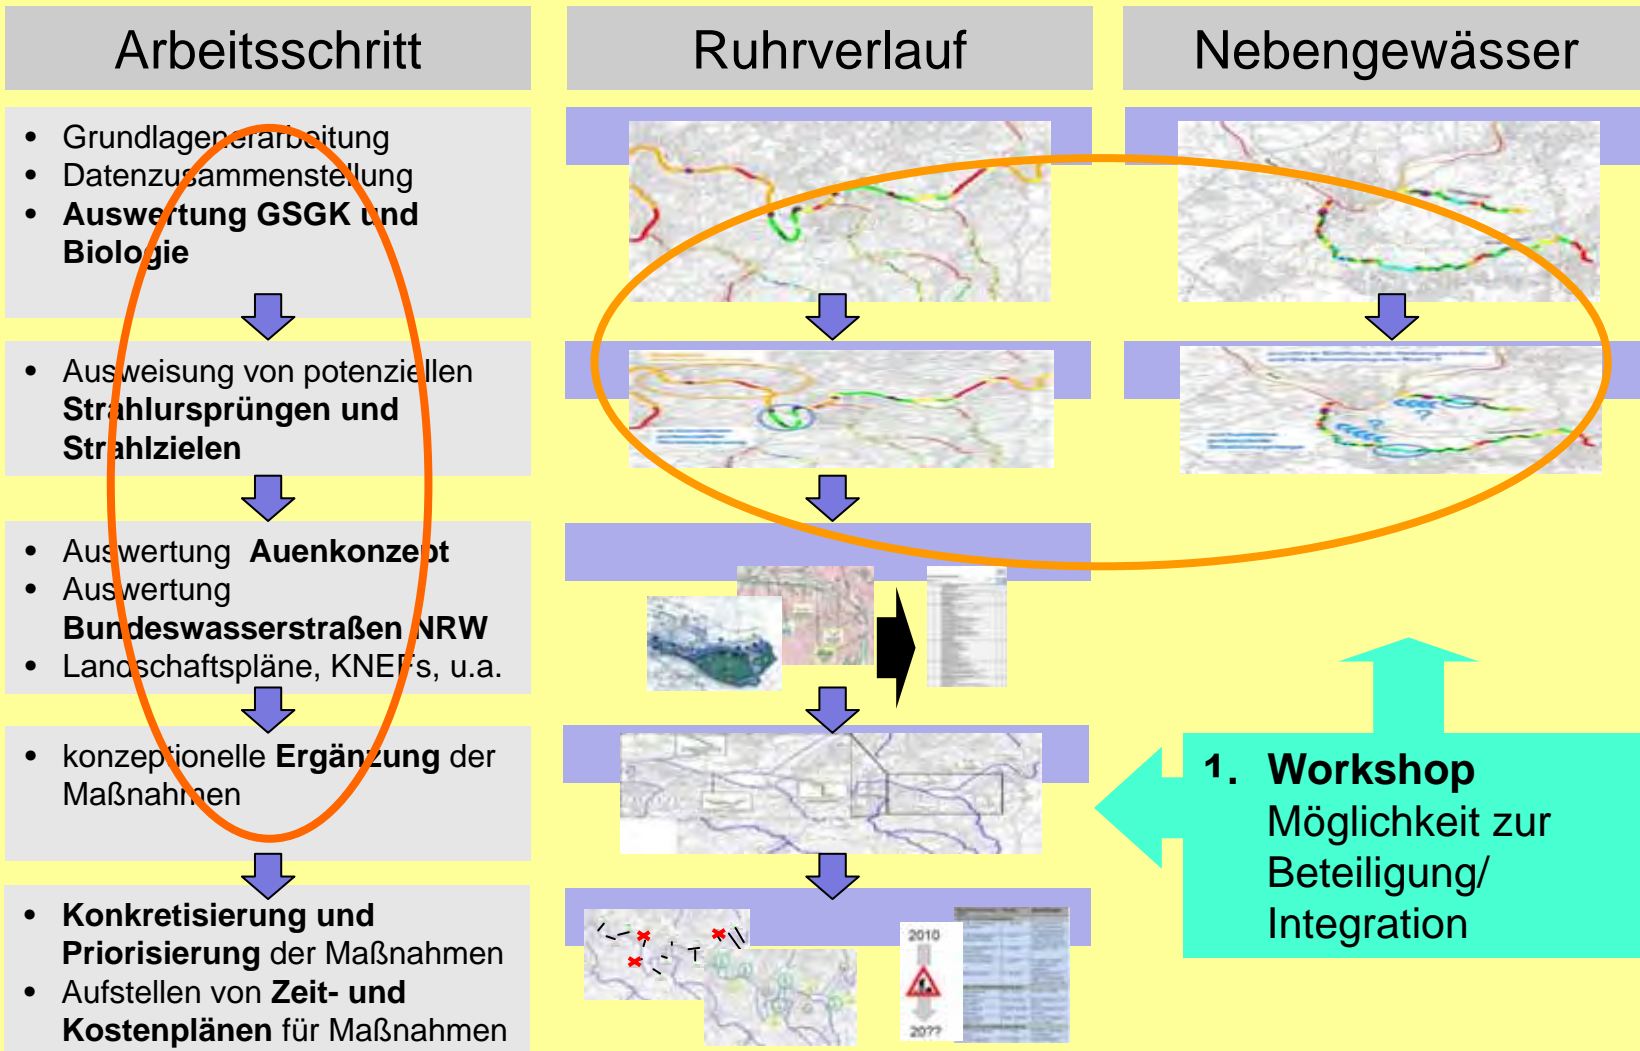 Arbeitsschritt
Ruhrverlauf
Nebengewässer
• Grundlagenerarbeitung
• Datenzusammenstellung
• Auswertung GSGK und
Biologie
• Ausweisung von potenziellen
Strahlursprüngen und
Strahlzielen
• Auswertung Auenkonzept
• Auswertung
Bundeswasserstraßen NRW
• Landschaftspläne, KNEFs, u.a.
• konzeptionelle Ergänzung der
Maßnahmen
• Konkretisierung und
Priorisierung der Maßnahmen
• Aufstellen von Zeit- und
Kostenplänen für Maßnahmen
?
?
2010
20??
1. Workshop
Möglichkeit zur
Beteiligung/
Integration